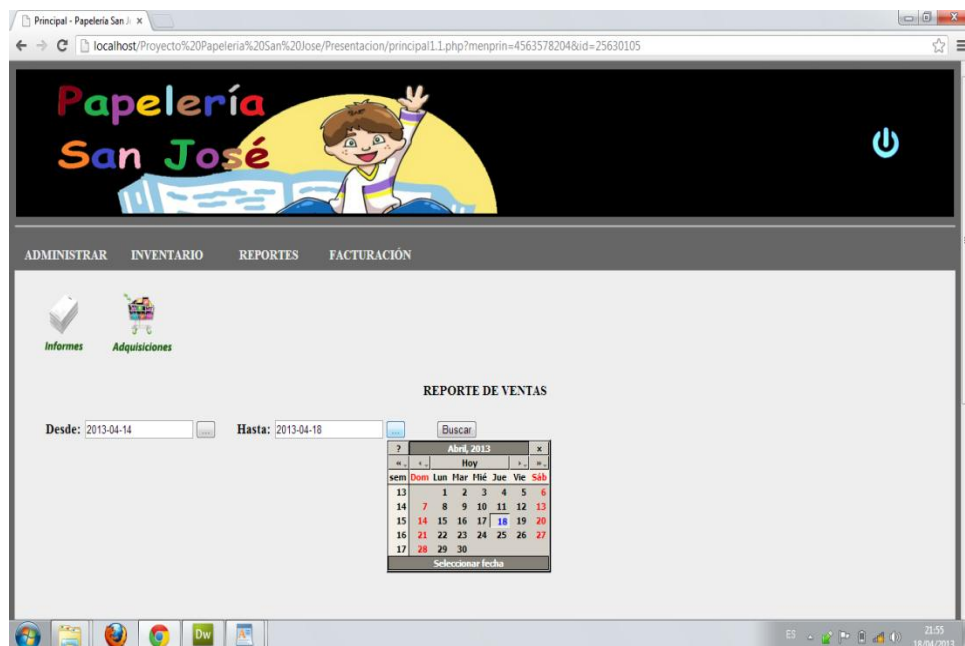 Principal - Papelería San J
localhost/Proyecto%20Papeleria%20San%20Jose/Presentacion/principal1.1.php?menprin=4563578204&id=25630105
Papelería
San José
ADMINISTRAR INVENTARIO REPORTES FACTURACIÓN
Informes Adquisiciones
REPORTE DE VENTAS
Desde: 2013-04-14 ... Hasta: 2013-04-18 ... Buscar
? Abril, 2013 x
« ‹ Hoy › »
sem Dom Lun Mar Mié Jue Vie Sáb
13 1 2 3 4 5 6
14 7 8 9 10 11 12 13
15 14 15 16 17 18 19 20
16 21 22 23 24 25 26 27
17 28 29 30
Seleccionar fecha
Dw
ES 21:55
18/04/2013